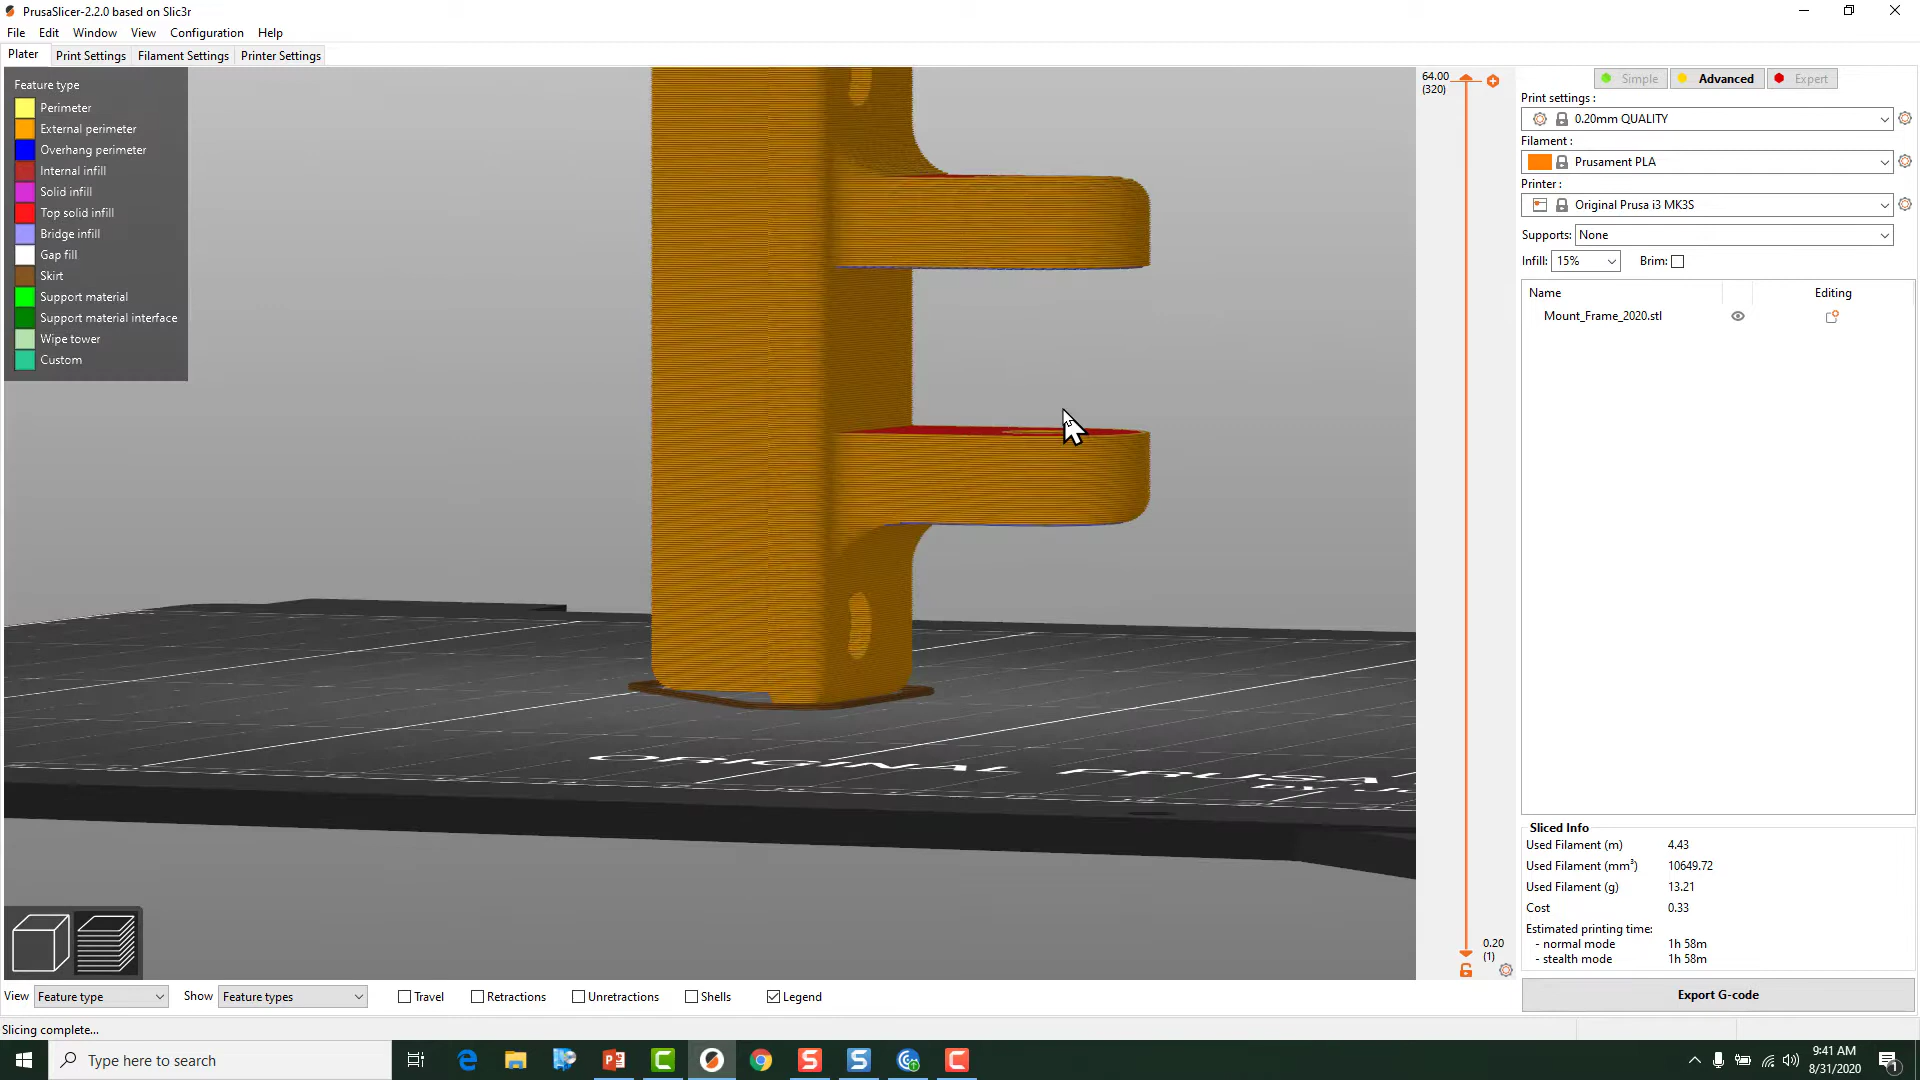 PrusaSlicer-2.2.0 based on Slic3r
File Edit Window View Configuration Help
Plater Print Settings Filament Settings Printer Settings
Feature type
Perimeter
External perimeter
Overhang perimeter
Internal infill
Solid infill
Top solid infill
Bridge infill
Gap fill
Skirt
Support material
Support material interface
Wipe tower
Custom
ORIGINAL PRUSA
64.00
(320)
0.20
(1)
Simple Advanced Expert
Print settings :
0.20mm QUALITY
Filament :
Prusament PLA
Printer :
Original Prusa i3 MK3S
Supports: None
Infill: 15% Brim:
Name Editing
Mount_Frame_2020.stl
Sliced Info
Used Filament (m) 4.43
Used Filament (mm³) 10649.72
Used Filament (g) 13.21
Cost 0.33
Estimated printing time:
- normal mode 1h 58m
- stealth mode 1h 58m
Export G-code
View Feature type Show Feature types Travel Retractions Unretractions Shells Legend
Slicing complete...
Type here to search
9:41 AM
8/31/2020
1